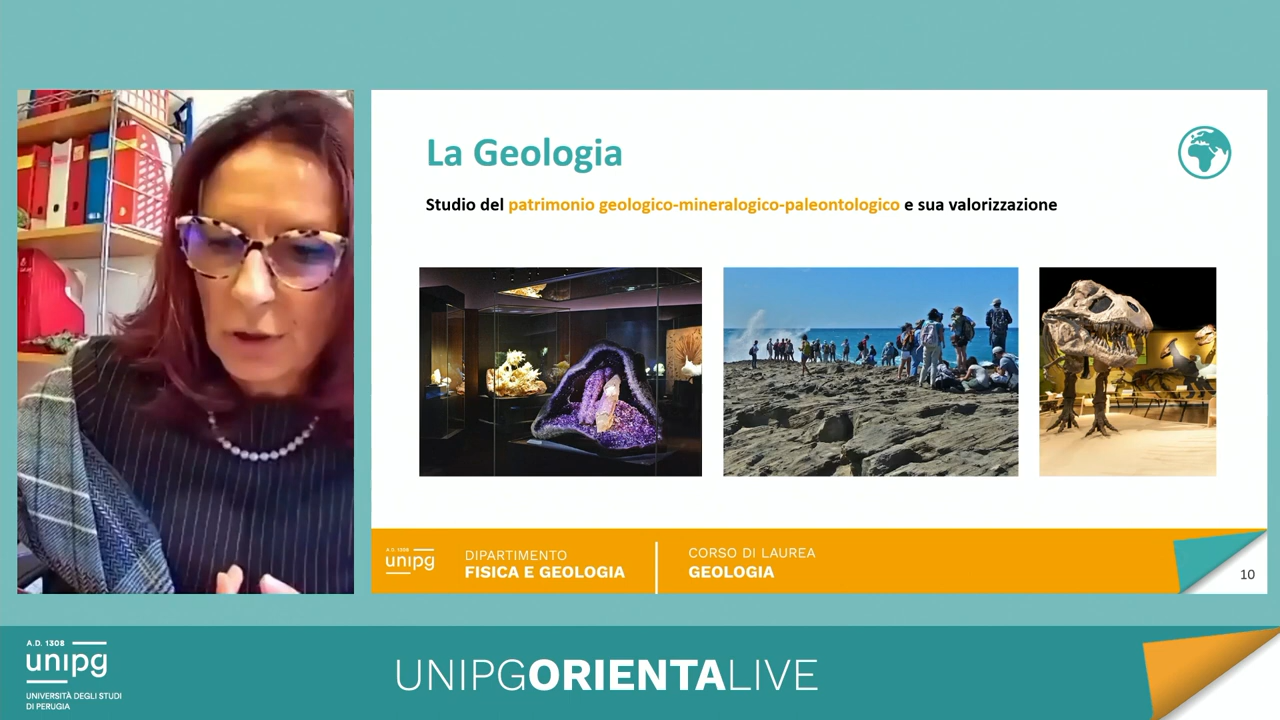 La Geologia
Studio del patrimonio geologico-mineralogico-paleontologico e sua valorizzazione
A.D. 1308
unipg
DIPARTIMENTO
FISICA E GEOLOGIA
CORSO DI LAUREA
GEOLOGIA
10
A.D. 1308
unipg
UNIVERSITÀ DEGLI STUDI
DI PERUGIA
UNIPGORIENTALIVE